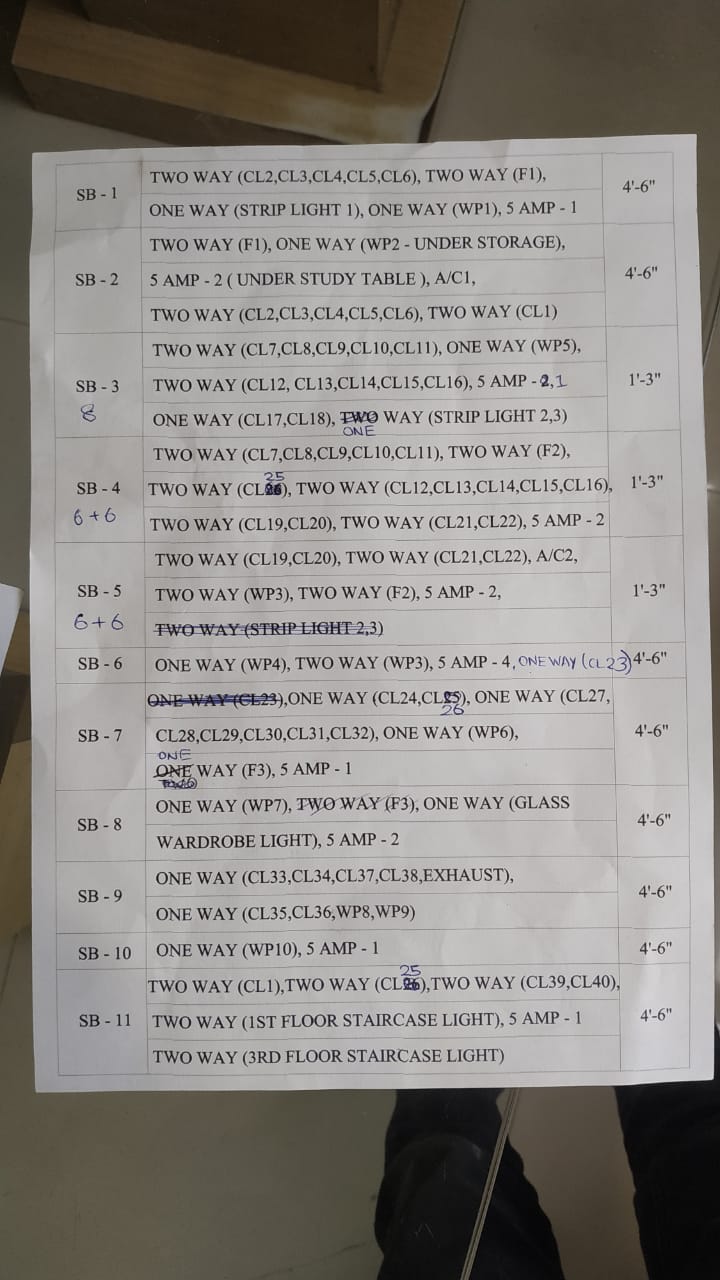 SB - 1
TWO WAY (CL2,CL3,CL4,CL5,CL6), TWO WAY (F1),
ONE WAY (STRIP LIGHT 1), ONE WAY (WP1), 5 AMP - 1
4'-6"
SB - 2
TWO WAY (F1), ONE WAY (WP2 - UNDER STORAGE),
5 AMP - 2 ( UNDER STUDY TABLE ), A/C1,
TWO WAY (CL2,CL3,CL4,CL5,CL6), TWO WAY (CL1)
4'-6"
SB - 3
8
TWO WAY (CL7,CL8,CL9,CL10,CL11), ONE WAY (WP5),
TWO WAY (CL12, CL13,CL14,CL15,CL16), 5 AMP - 2,1
ONE WAY (CL17,CL18), TWO WAY (STRIP LIGHT 2,3)
ONE
1'-3"
SB - 4
6+6
TWO WAY (CL7,CL8,CL9,CL10,CL11), TWO WAY (F2),
25
TWO WAY (CL26), TWO WAY (CL12,CL13,CL14,CL15,CL16),
TWO WAY (CL19,CL20), TWO WAY (CL21,CL22), 5 AMP - 2
1'-3"
SB - 5
6+6
TWO WAY (CL19,CL20), TWO WAY (CL21,CL22), A/C2,
TWO WAY (WP3), TWO WAY (F2), 5 AMP - 2,
TWO WAY (STRIP LIGHT 2,3)
1'-3"
SB - 6
ONE WAY (WP4), TWO WAY (WP3), 5 AMP - 4, ONE WAY (CL23)
4'-6"
SB - 7
ONE WAY (CL23),ONE WAY (CL24,CL25), ONE WAY (CL27,
26
CL28,CL29,CL30,CL31,CL32), ONE WAY (WP6),
ONE
ONE WAY (F3), 5 AMP - 1
TWO
4'-6"
SB - 8
ONE WAY (WP7), TWO WAY (F3), ONE WAY (GLASS
WARDROBE LIGHT), 5 AMP - 2
4'-6"
SB - 9
ONE WAY (CL33,CL34,CL37,CL38,EXHAUST),
ONE WAY (CL35,CL36,WP8,WP9)
4'-6"
SB - 10
ONE WAY (WP10), 5 AMP - 1
4'-6"
SB - 11
25
TWO WAY (CL1),TWO WAY (CL26),TWO WAY (CL39,CL40),
TWO WAY (1ST FLOOR STAIRCASE LIGHT), 5 AMP - 1
TWO WAY (3RD FLOOR STAIRCASE LIGHT)
4'-6"